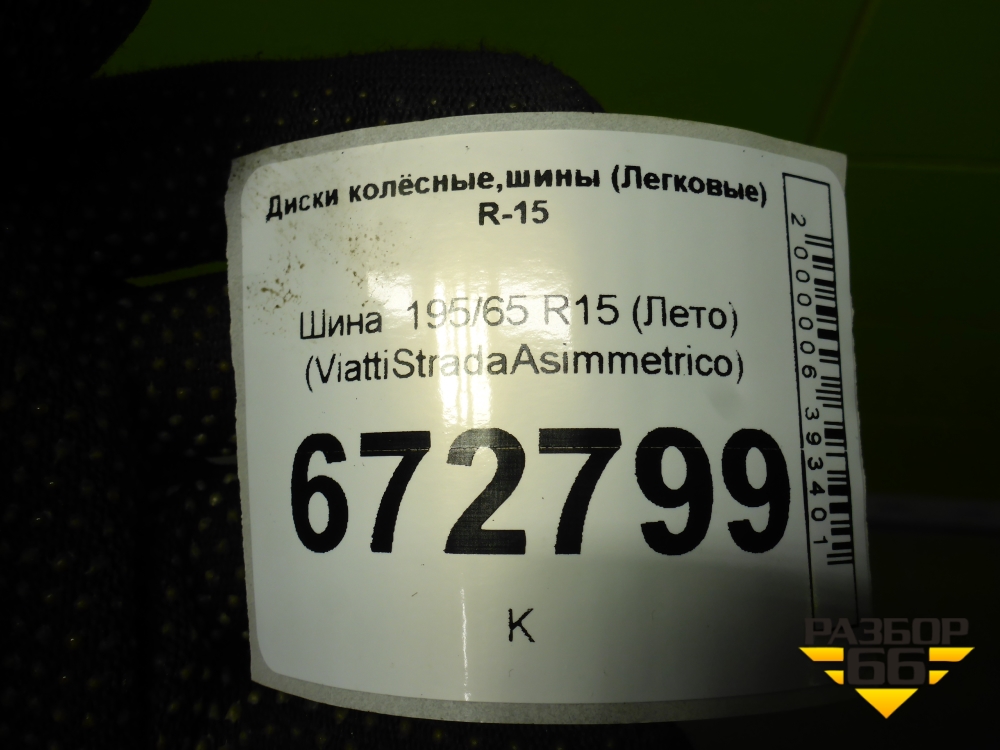 Диски колёсные,шины (Легковые)
R-15
Шина 195/65 R15 (Лето)
(ViattiStradaAsimmetrico)
672799
К
2000006393401
РАЗБОР
66